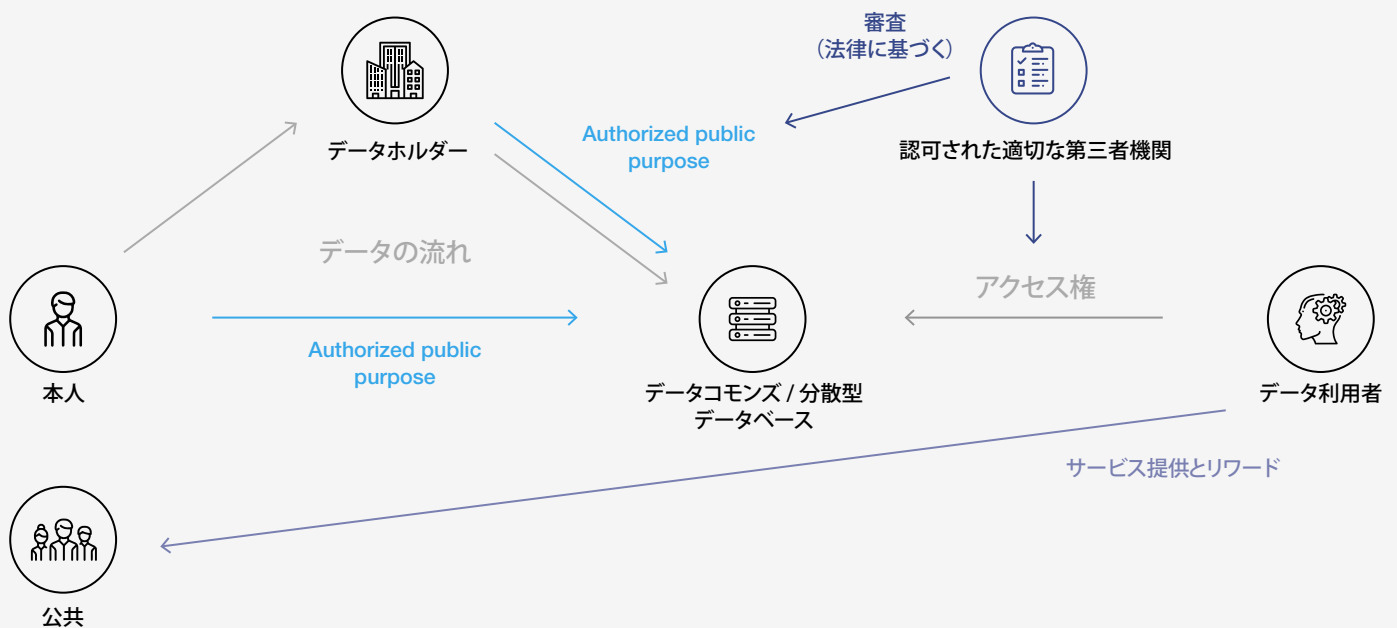 審査
（法律に基づく）
Authorized public
purpose
データホルダー
認可された適切な第三者機関
データの流れ
アクセス権
Authorized public
purpose
本人
データコモンズ / 分散型
データベース
データ利用者
サービス提供とリワード
公共